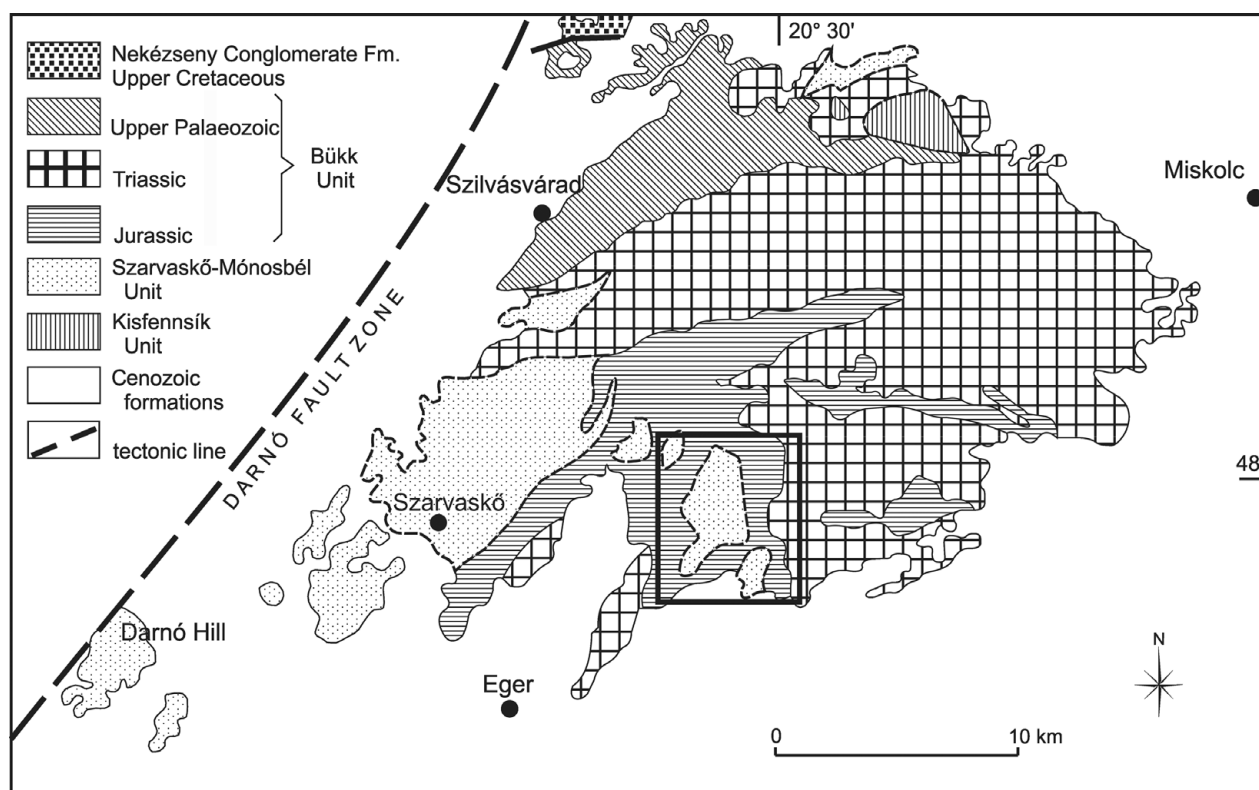 Nekézseny Conglomerate Fm.
Upper Cretaceous
Upper Palaeozoic
Triassic
Jurassic
Bükk
Unit
Szarvaskő-Mónosbél
Unit
Kisfennsík
Unit
Cenozoic
formations
tectonic line
20° 30'
Miskolc
Szilvásvárad
DARNÓ FAULT ZONE
48
Szarvaskő
Darnó Hill
Eger
N
0
10 km